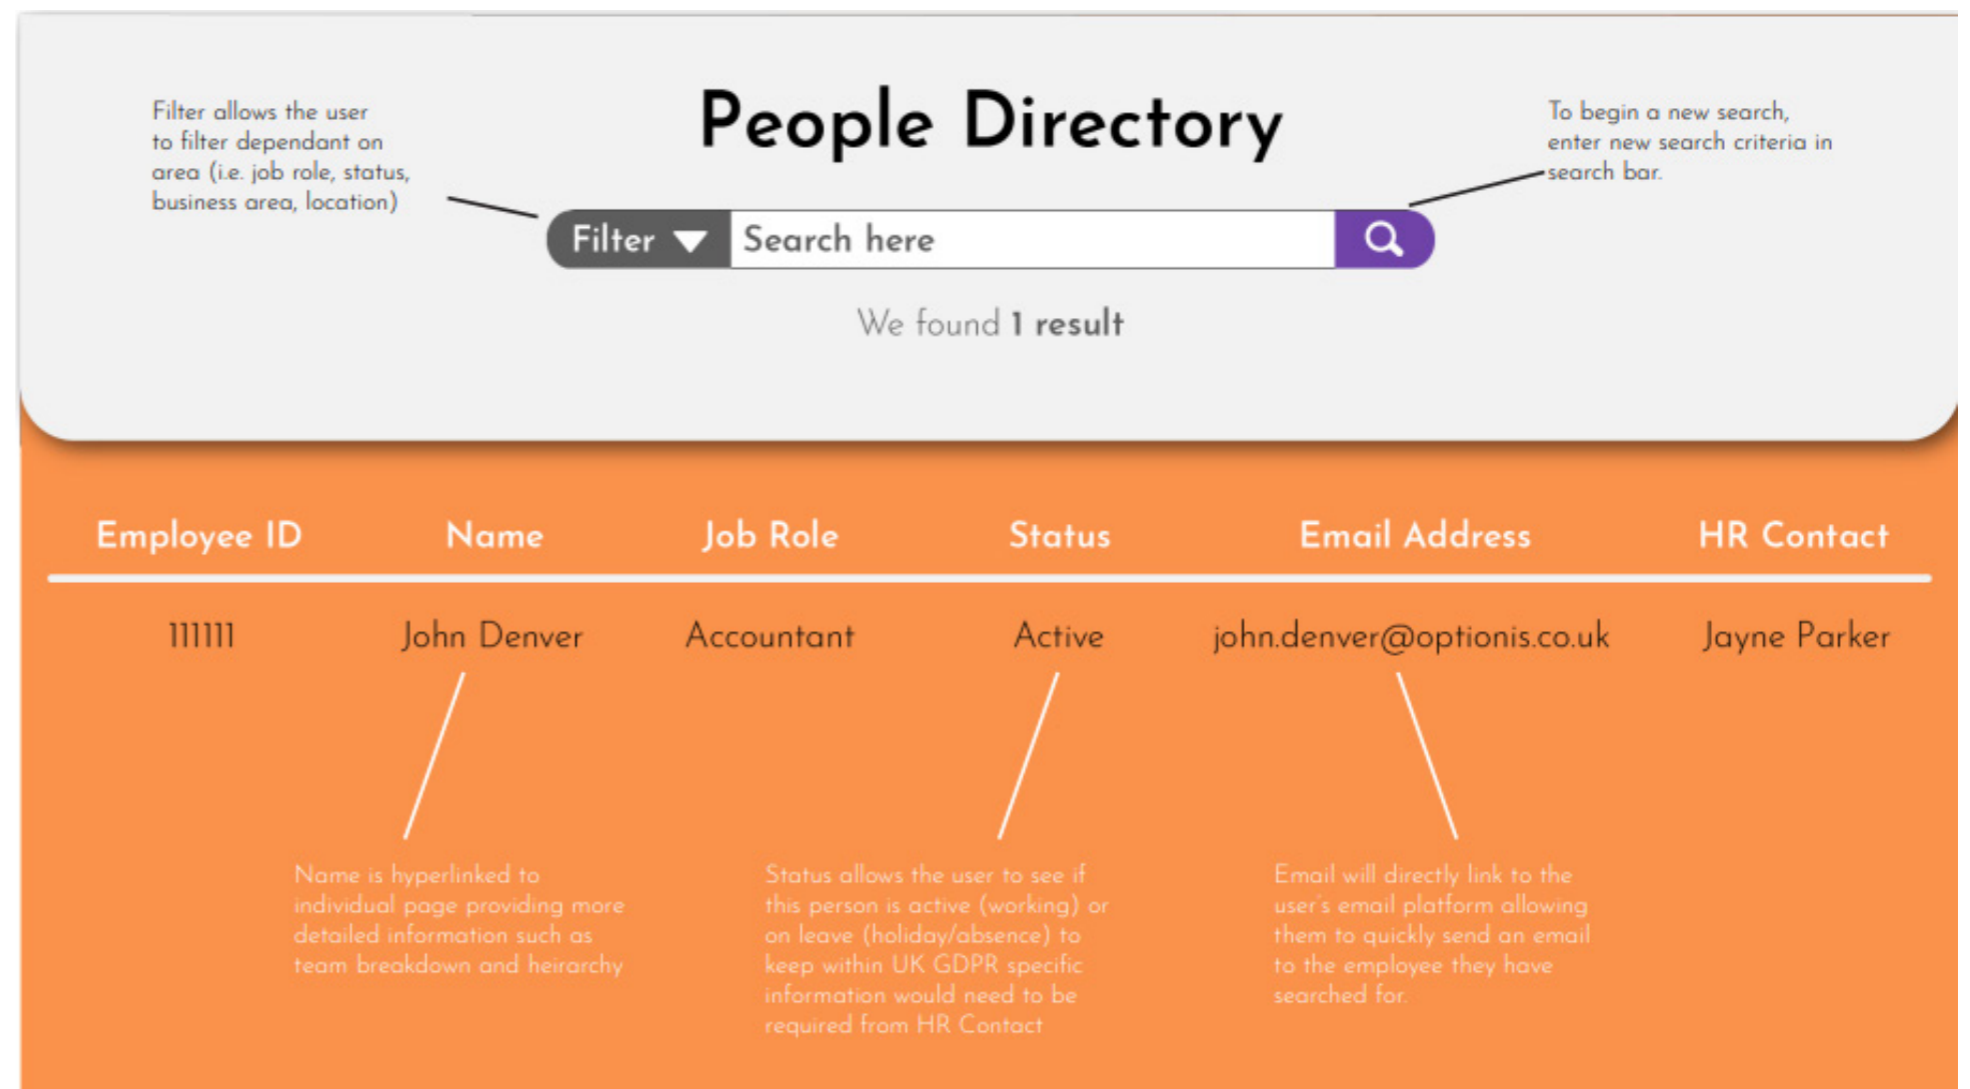 People Directory
Filter allows the user
to filter dependant on
area (i.e. job role, status,
business area, location)
To begin a new search,
enter new search criteria in
search bar.
Filter Search here
We found 1 result
Employee ID Name Job Role Status Email Address HR Contact
111111 John Denver Accountant Active john.denver@optionis.co.uk Jayne Parker
Name is hyperlinked to
individual page providing more
detailed information such as
team breakdown and heirarchy
Status allows the user to see if
this person is active (working) or
on leave (holiday/absence) to
keep within UK GDPR specific
information would need to be
required from HR Contact
Email will directly link to the
user's email platform allowing
them to quickly send an email
to the employee they have
searched for.